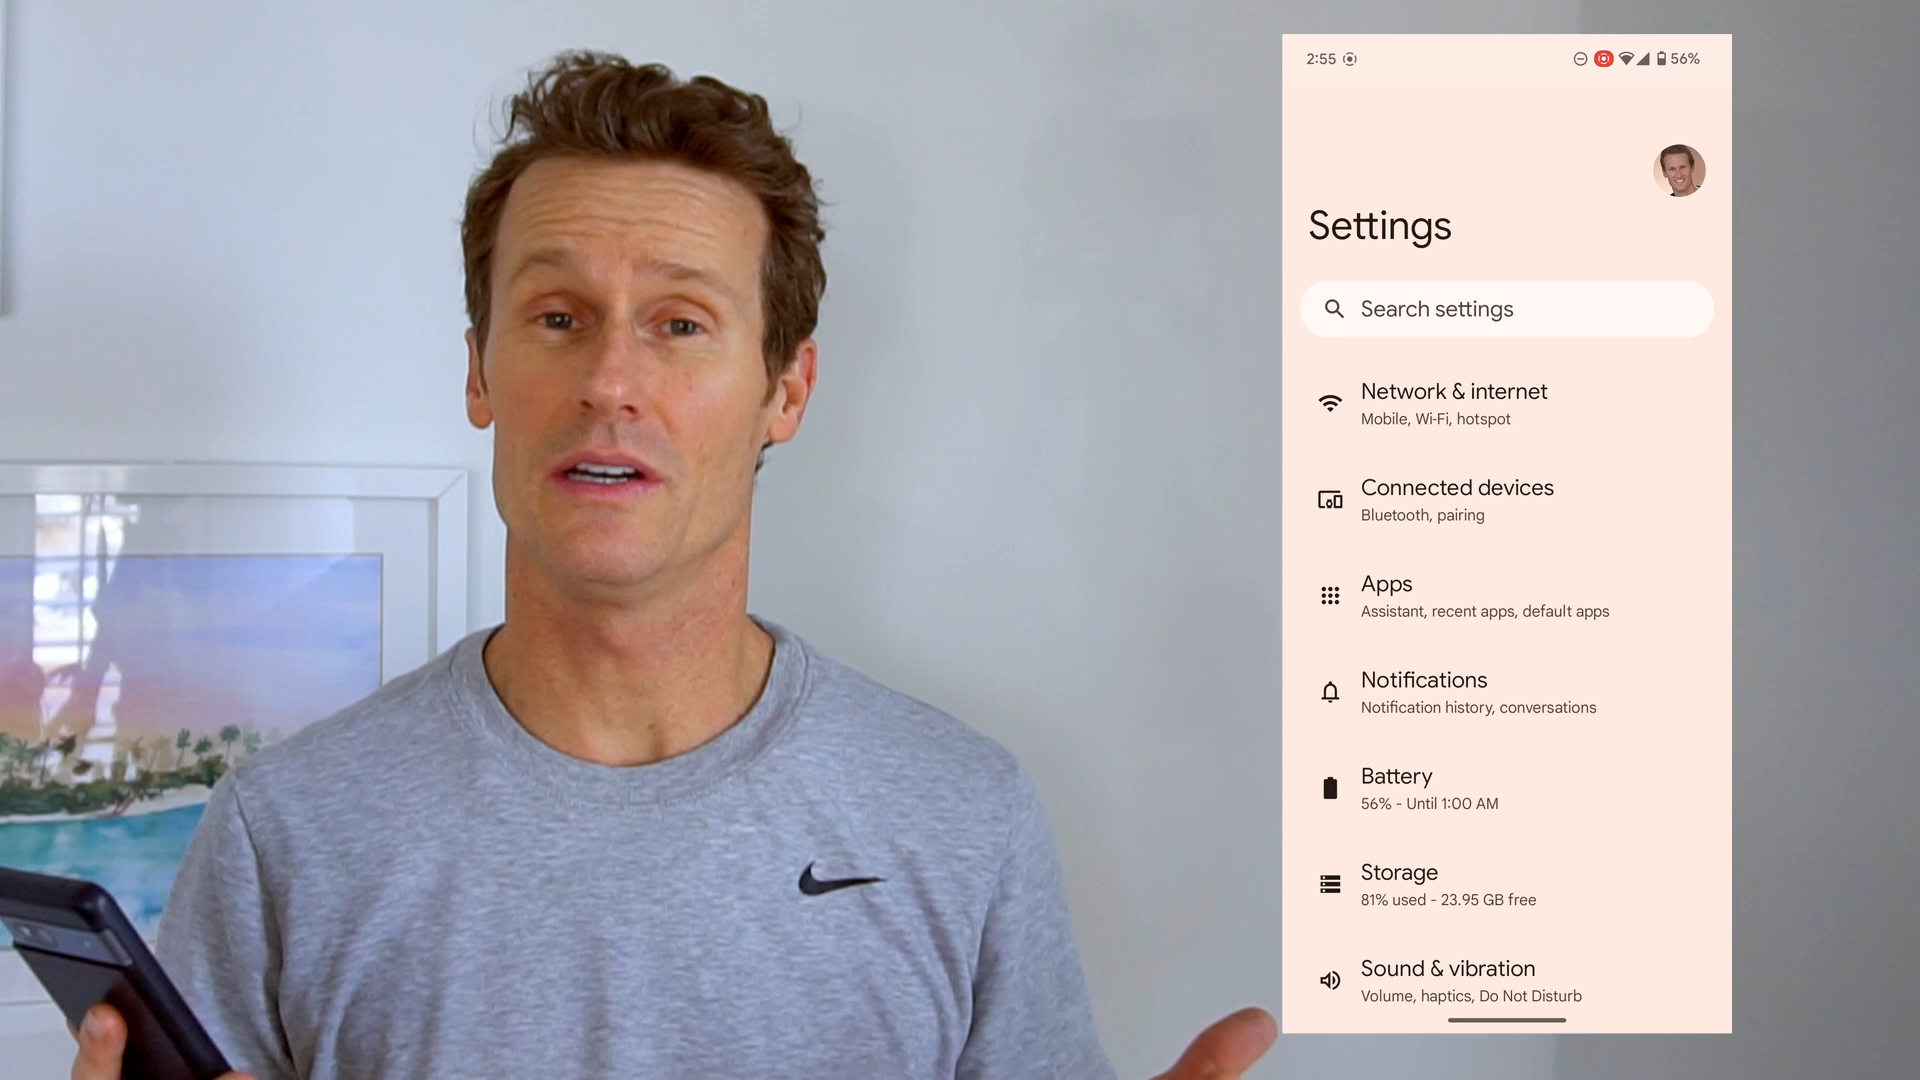 2:55 56%
Settings
Search settings
Network & internet
Mobile, Wi-Fi, hotspot
Connected devices
Bluetooth, pairing
Apps
Assistant, recent apps, default apps
Notifications
Notification history, conversations
Battery
56% - Until 1:00 AM
Storage
81% used - 23.95 GB free
Sound & vibration
Volume, haptics, Do Not Disturb